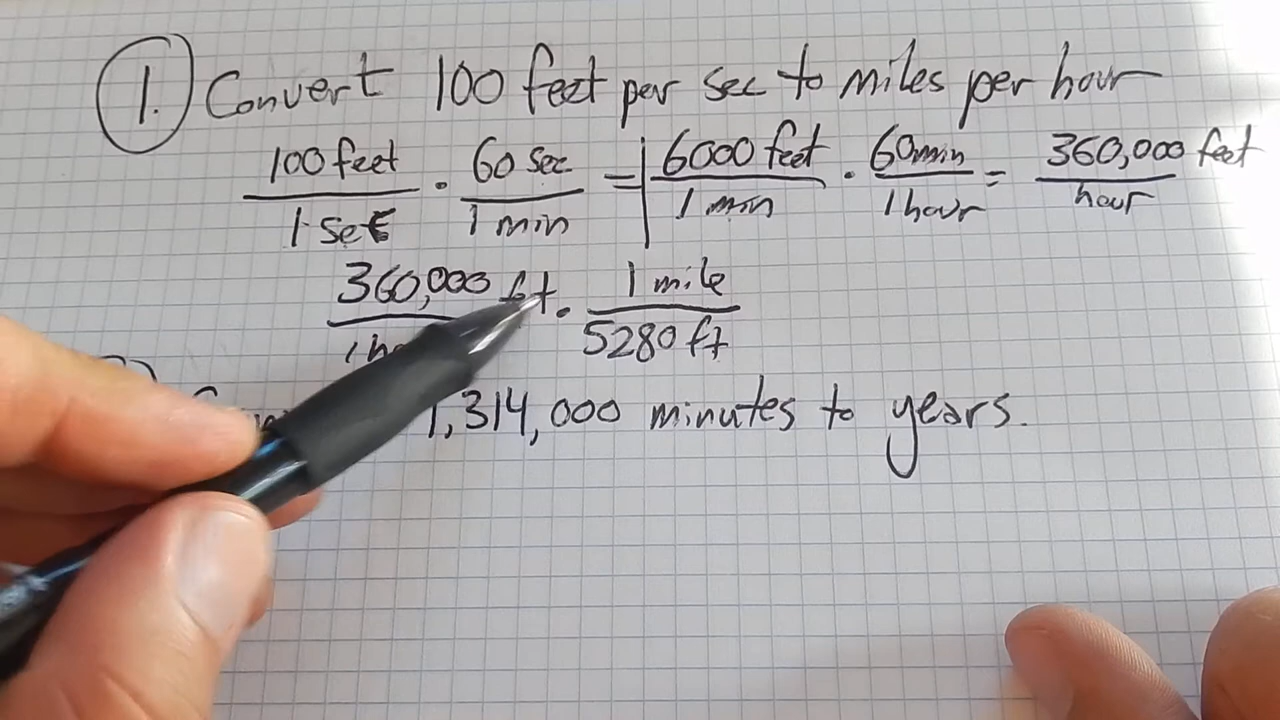 1. Convert 100 feet per sec to miles per hour
100 feet / 1 sec · 60 sec / 1 min = 6000 feet / 1 min · 60 min / 1 hour = 360,000 feet / hour
360,000 ft / 1 · 1 mile / 5280 ft
1,314,000 minutes to years.